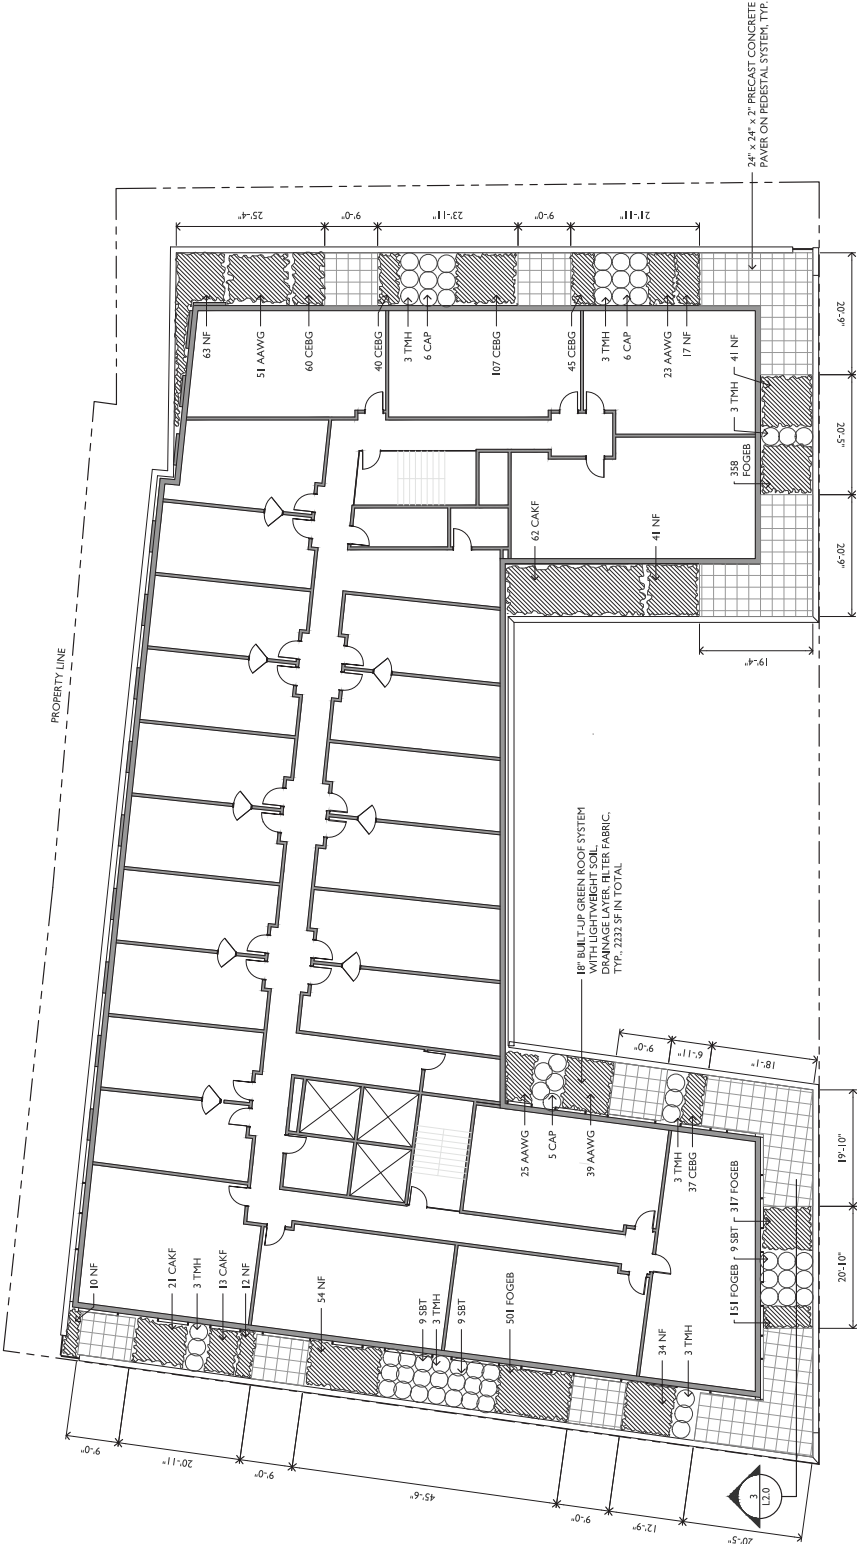 24" x 24" x 2" PRECAST CONCRETE
PAVER ON PEDESTAL SYSTEM, TYP.
PROPERTY LINE
25'-4"
9'-0"
23'-11"
9'-0"
21'-11"
63 NF
51 AAWG
60 CEBG
40 CEBG
3 TMH
6 CAP
107 CEBG
45 CEBG
3 TMH
6 CAP
23 AAWG
17 NF
20'-9"
20'-5"
20'-9"
41 NF
3 TMH
358
FOGEB
62 CAKF
41 NF
19'-4"
18" BUILT-UP GREEN ROOF SYSTEM
WITH LIGHTWEIGHT SOIL,
DRAINAGE LAYER, FILTER FABRIC,
TYP., 2232 SF IN TOTAL
9'-0"
6'-11"
18'-1"
25 AAWG
5 CAP
39 AAWG
3 TMH
37 CEBG
19'-10"
20'-10"
317 FOGEB
9 SBT
151 FOGEB
10 NF
21 CAKF
3 TMH
13 CAKF
12 NF
54 NF
9 SBT
3 TMH
9 SBT
501 FOGEB
34 NF
3 TMH
9'-0"
20'-11"
9'-0"
45'-6"
9'-0"
12'-9"
20'-5"
3
L2.0